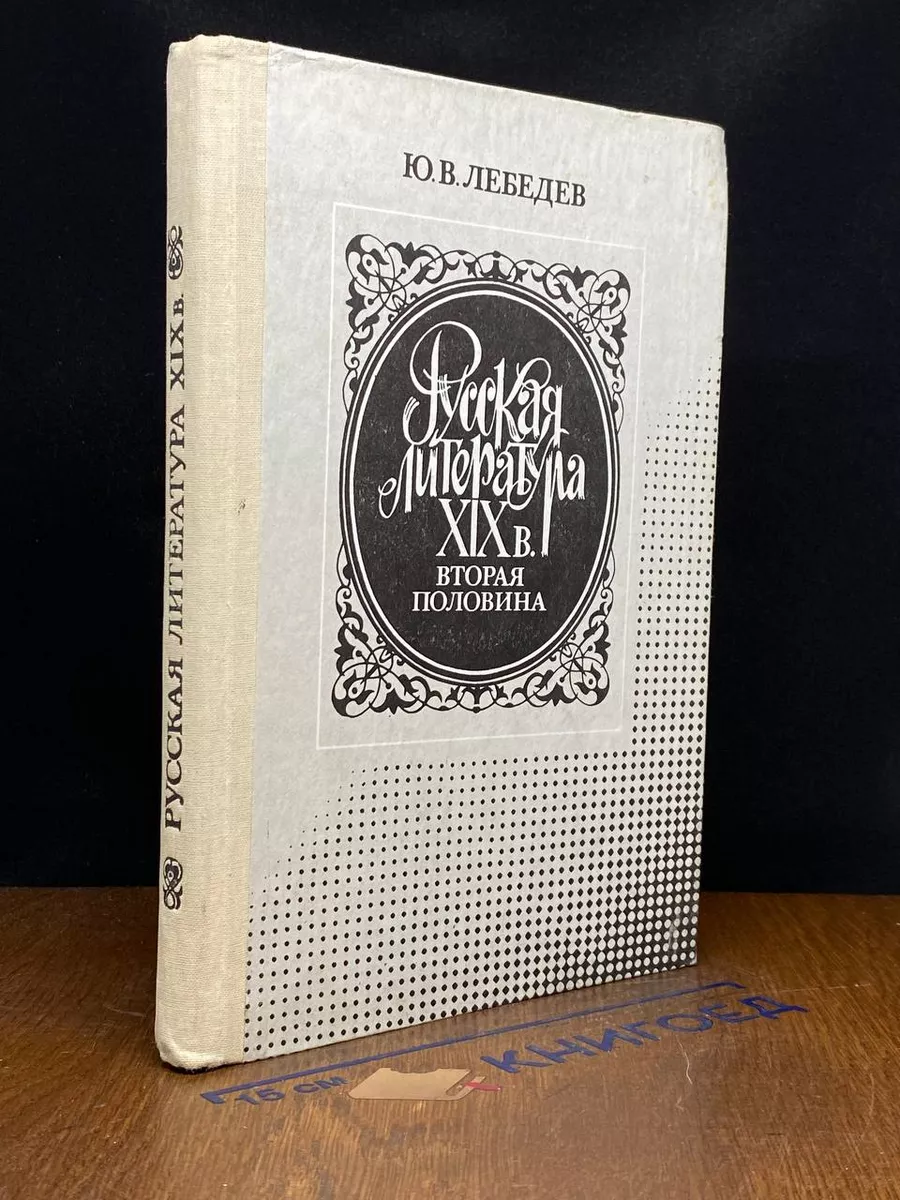 Ю.В.ЛЕБЕДЕВ
Русская
литература
XIX в.
ВТОРАЯ
ПОЛОВИНА
РУССКАЯ ЛИТЕРАТУРА XIX в.
15 см
КНИГОЕД